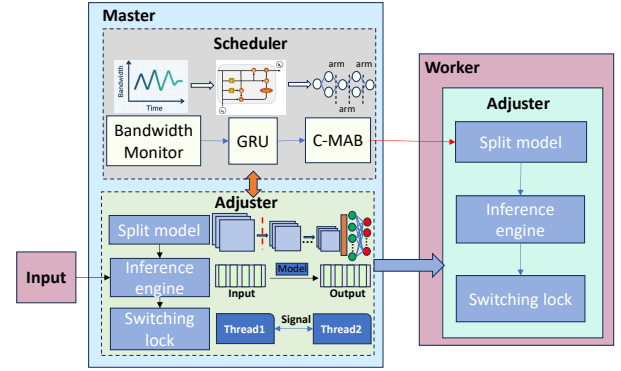 Master
Scheduler
Bandwidth
Time
arm
arm
arm
Bandwidth
Monitor
GRU
C-MAB
Worker
Adjuster
Split model
Inference
engine
Switching lock
Adjuster
Split model
Inference
engine
Switching
lock
Input
Model
Input
Output
Thread1
Signal
Thread2